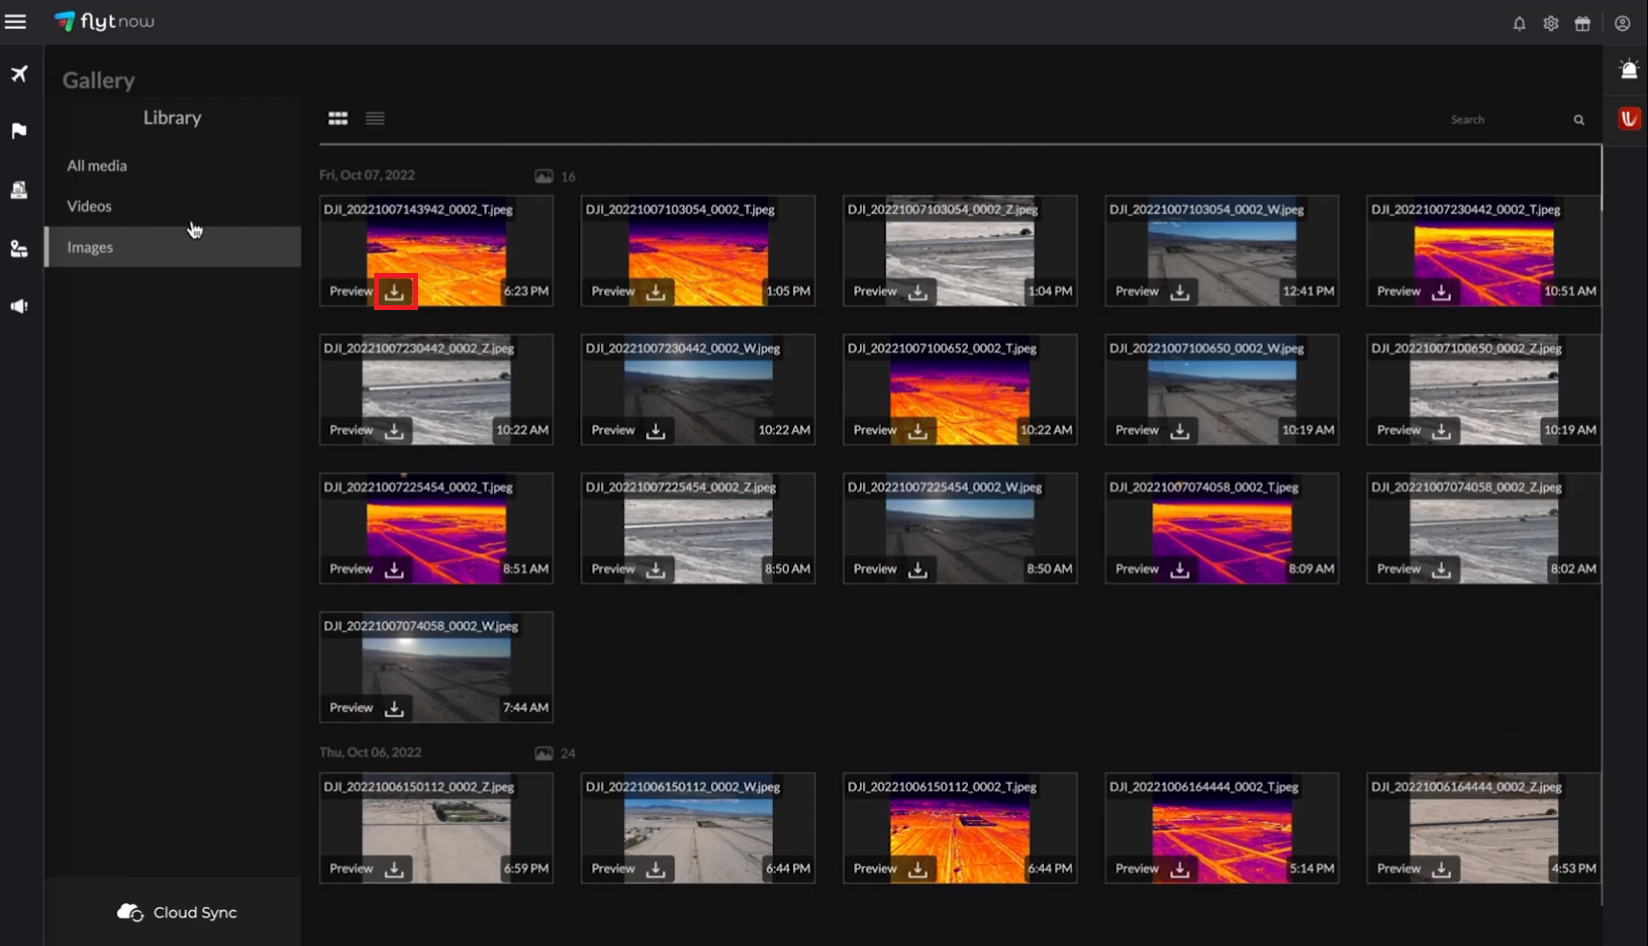 flyt now
Gallery
Library
All media
Videos
Images
Search
Fri, Oct 07, 2022 16
DJI_20221007143942_0002_T.jpeg DJI_20221007103054_0002_T.jpeg DJI_20221007103054_0002_Z.jpeg DJI_20221007103054_0002_W.jpeg DJI_20221007230442_0002_T.jpeg
Preview 6:23 PM Preview 1:05 PM Preview 1:04 PM Preview 12:41 PM Preview 10:51 AM
DJI_20221007230442_0002_Z.jpeg DJI_20221007230442_0002_W.jpeg DJI_20221007100652_0002_T.jpeg DJI_20221007100650_0002_W.jpeg DJI_20221007100650_0002_Z.jpeg
Preview 10:22 AM Preview 10:22 AM Preview 10:22 AM Preview 10:19 AM Preview 10:19 AM
DJI_20221007225454_0002_T.jpeg DJI_20221007225454_0002_Z.jpeg DJI_20221007225454_0002_W.jpeg DJI_20221007074058_0002_T.jpeg DJI_20221007074058_0002_Z.jpeg
Preview 8:51 AM Preview 8:50 AM Preview 8:50 AM Preview 8:09 AM Preview 8:02 AM
DJI_20221007074058_0002_W.jpeg
Preview 7:44 AM
Thu, Oct 06, 2022 24
DJI_20221006150112_0002_Z.jpeg DJI_20221006150112_0002_W.jpeg DJI_20221006150112_0002_T.jpeg DJI_20221006164444_0002_T.jpeg DJI_20221006164444_0002_Z.jpeg
Preview 6:59 PM Preview 6:44 PM Preview 6:44 PM Preview 5:14 PM Preview 4:53 PM
Cloud Sync